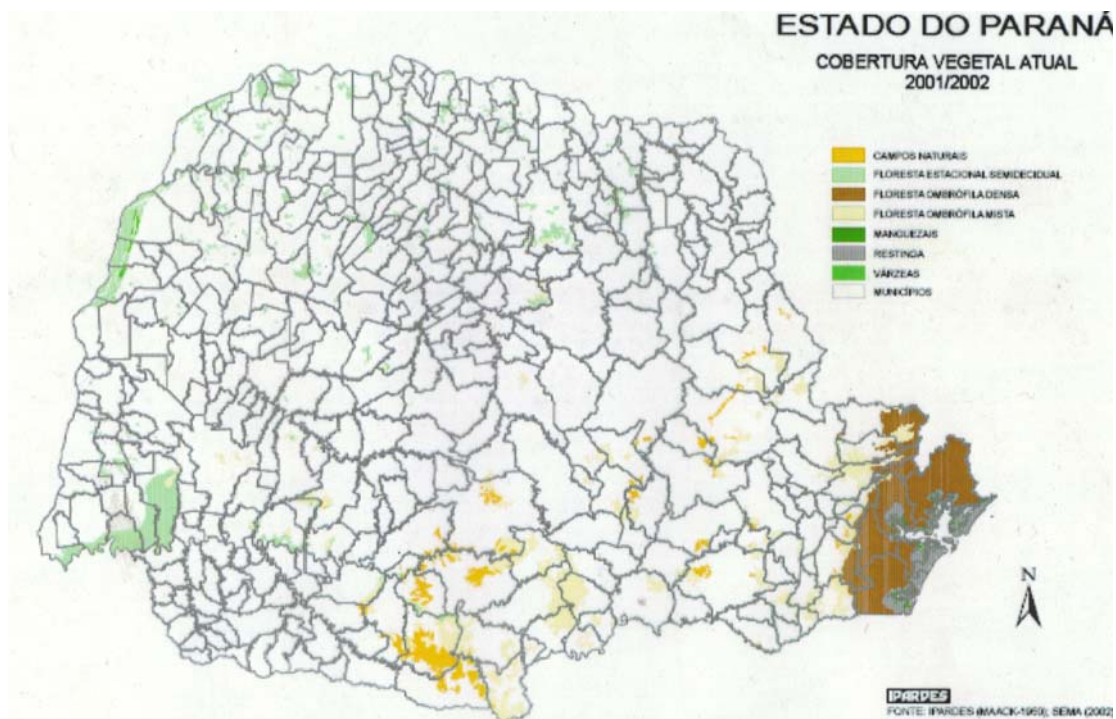 ESTADO DO PARANÁ
COBERTURA VEGETAL ATUAL
2001/2002
CAMPOS NATURAIS
FLORESTA ESTACIONAL SEMIDECIDUAL
FLORESTA OMBRÓFILA DENSA
FLORESTA OMBRÓFILA MISTA
MANGUEZAIS
RESTINGA
VÁRZEAS
MUNICÍPIOS
N
IPARDES
FONTE: IPARDES (MAACK-1950); SEMA (2002)